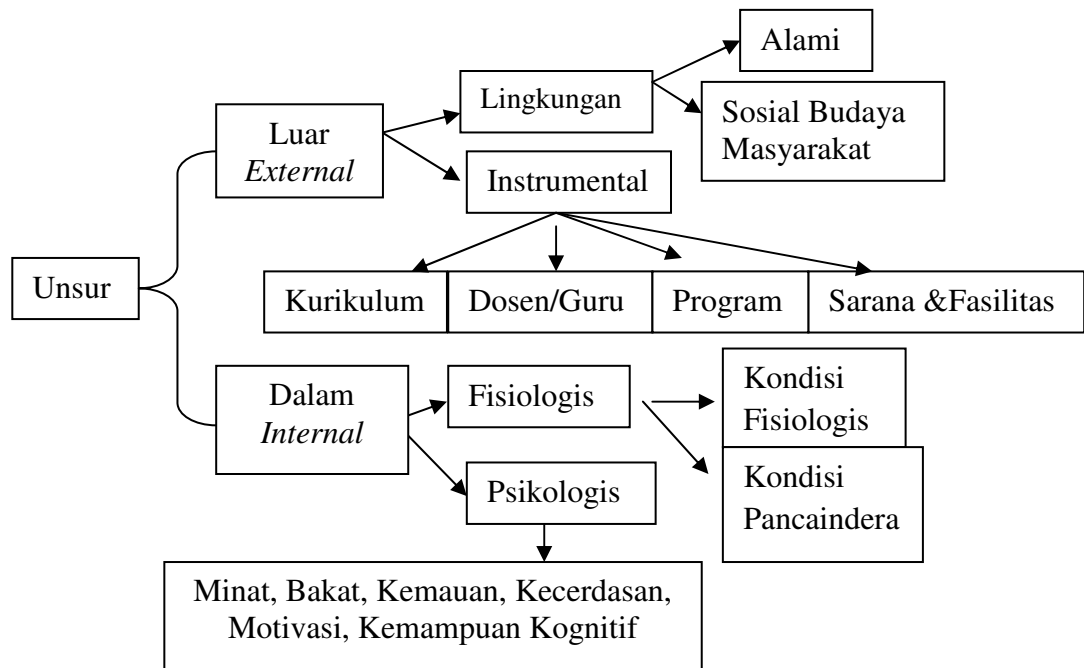 Alami
Lingkungan
Sosial Budaya
Masyarakat
Luar
External
Instrumental
Unsur
Kurikulum
Dosen/Guru
Program
Sarana &Fasilitas
Dalam
Internal
Fisiologis
Kondisi
Fisiologis
Kondisi
Pancaindera
Psikologis
Minat, Bakat, Kemauan, Kecerdasan,
Motivasi, Kemampuan Kognitif